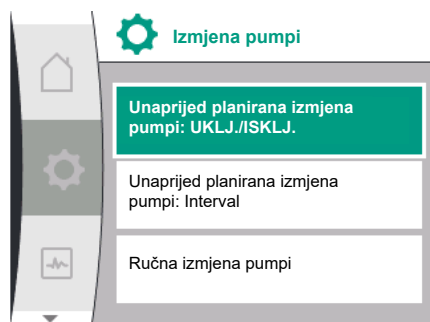 Izmjena pumpi
Unaprijed planirana izmjena
pumpi: UKLJ./ISKLJ.
Unaprijed planirana izmjena
pumpi: Interval
Ručna izmjena pumpi